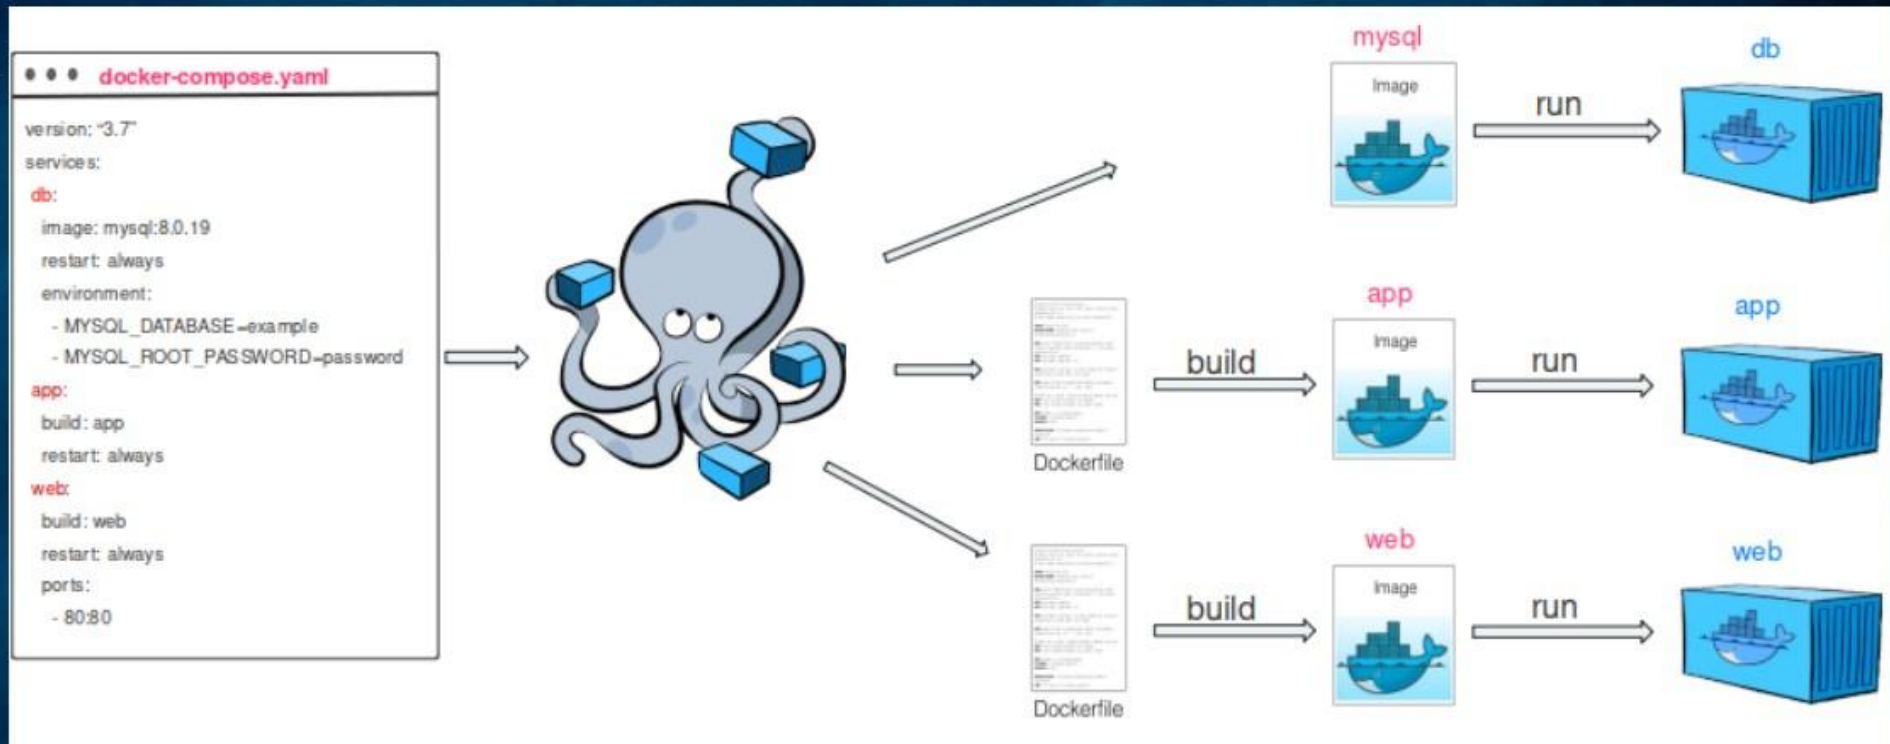 docker-compose.yaml
version: “3.7”
services:
db:
image: mysql:8.0.19
restart: always
environment:
- MYSQL_DATABASE=example
- MYSQL_ROOT_PASSWORD=password
app:
build: app
restart: always
web:
build: web
restart: always
ports:
- 80:80
mysql
Image
run
db
Dockerfile
build
app
Image
run
app
Dockerfile
build
web
Image
run
web